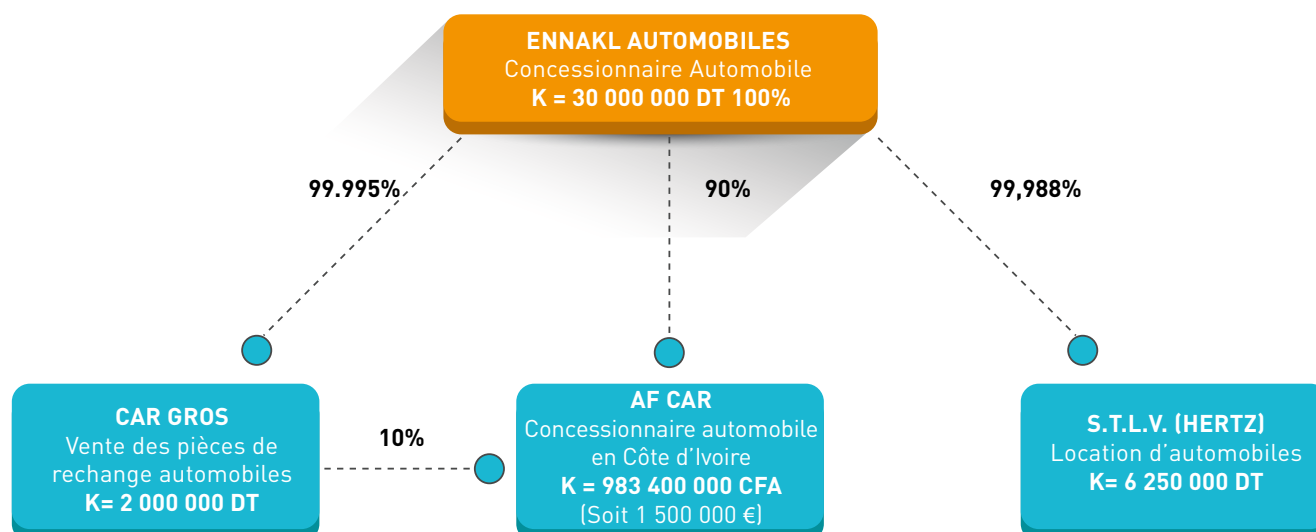 ENNAKL AUTOMOBILES
Concessionnaire Automobile
K = 30 000 000 DT 100%
99.995%
90%
99,988%
CAR GROS
Vente des pièces de
rechange automobiles
K= 2 000 000 DT
10%
AF CAR
Concessionnaire automobile
en Côte d’Ivoire
K = 983 400 000 CFA
(Soit 1 500 000 €)
S.T.L.V. (HERTZ)
Location d’automobiles
K= 6 250 000 DT